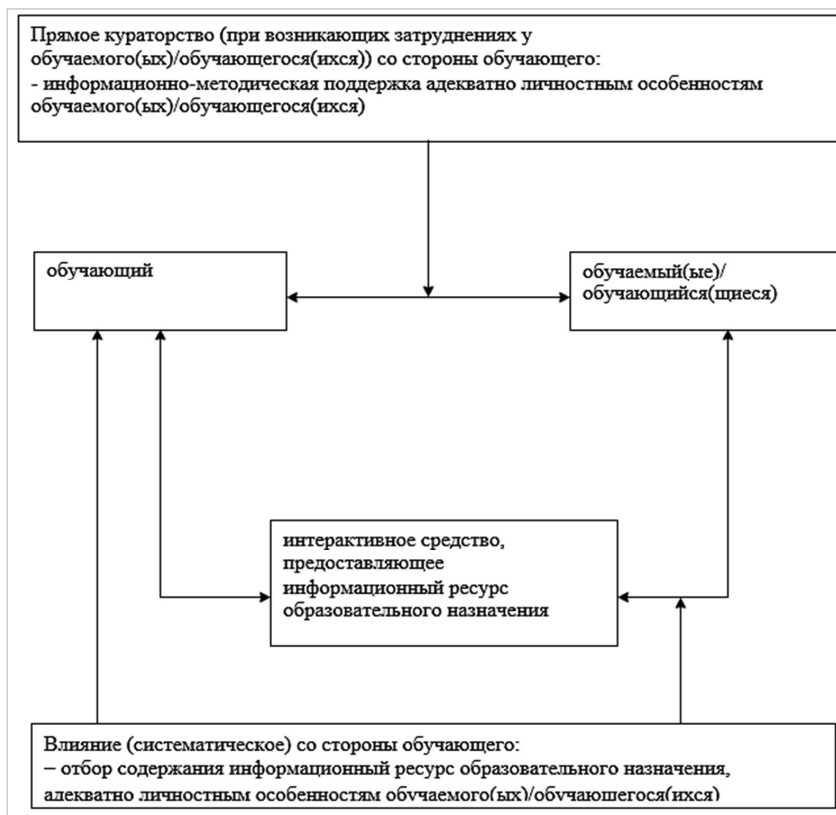 Прямое кураторство (при возникающих затруднениях у
обучаемого(ых)/обучающегося(ихся)) со стороны обучающего:
- информационно-методическая поддержка адекватно личностным особенностям
обучаемого(ых)/обучающегося(ихся)
обучающий
обучаемый(ые)/
обучающийся(щиеся)
интерактивное средство,
предоставляющее
информационный ресурс
образовательного назначения
Влияние (систематическое) со стороны обучающего:
– отбор содержания информационный ресурс образовательного назначения,
адекватно личностным особенностям обучаемого(ых)/обучающегося(ихся)